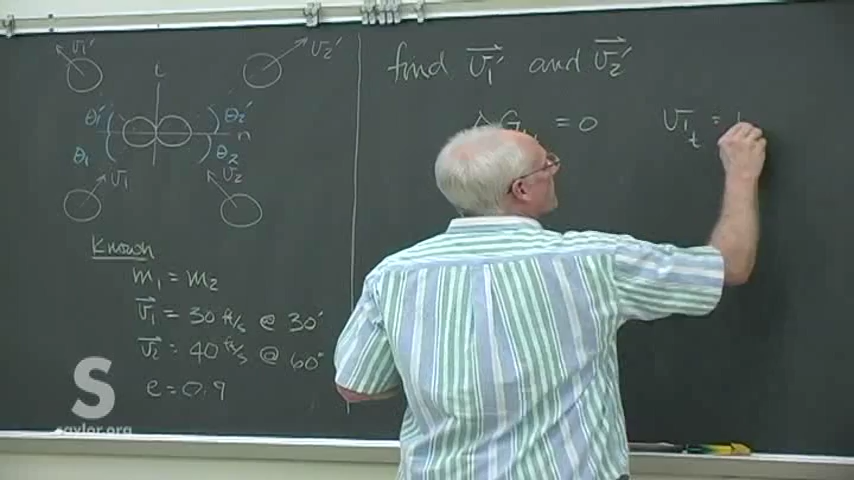 v₁'
v₂'
t
θ₁'
θ₂'
n
θ₁
θ₂
v₁
v₂
Known
m₁ = m₂
v₁ = 30 ft/s @ 30°
v₂ = 40 ft/s @ 60°
e = 0.9
find v₁' and v₂'
ΔG = 0
v₁t =
S
saylor.org